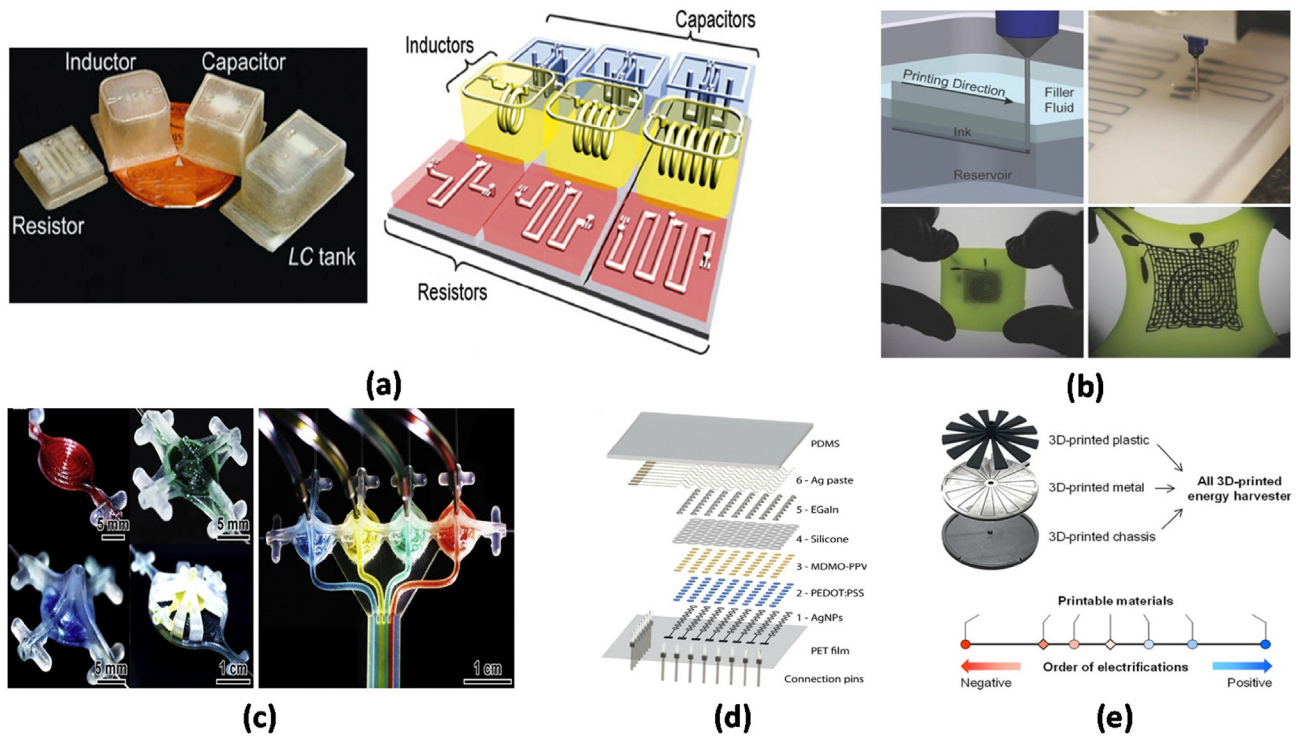 Inductor
Capacitor
Resistor
LC tank
Capacitors
Inductors
Resistors
(a)
Printing Direction
Filler
Fluid
Ink
Reservoir
(b)
5 mm
5 mm
5 mm
1 cm
1 cm
(c)
PDMS
6 - Ag paste
5 - EGaIn
4 - Silicone
3 - MDMO-PPV
2 - PEDOT:PSS
1 - AgNPs
PET film
Connection pins
(d)
3D-printed plastic
3D-printed metal
3D-printed chassis
All 3D-printed
energy harvester
Printable materials
Order of electrifications
Negative
Positive
(e)